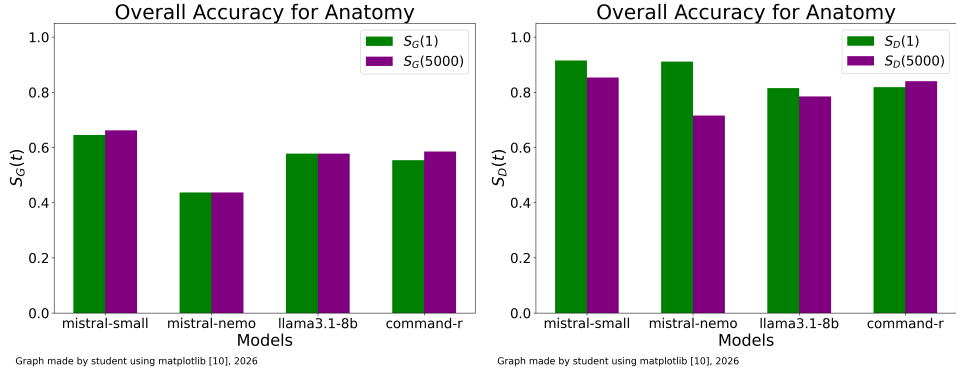 Overall Accuracy for Anatomy
S_G(t)
1.0
0.8
0.6
0.4
0.2
0.0
S_G(1)
S_G(5000)
mistral-small mistral-nemo llama3.1-8b command-r
Models
Graph made by student using matplotlib [10], 2026
Overall Accuracy for Anatomy
S_D(t)
1.0
0.8
0.6
0.4
0.2
0.0
S_D(1)
S_D(5000)
mistral-small mistral-nemo llama3.1-8b command-r
Models
Graph made by student using matplotlib [10], 2026